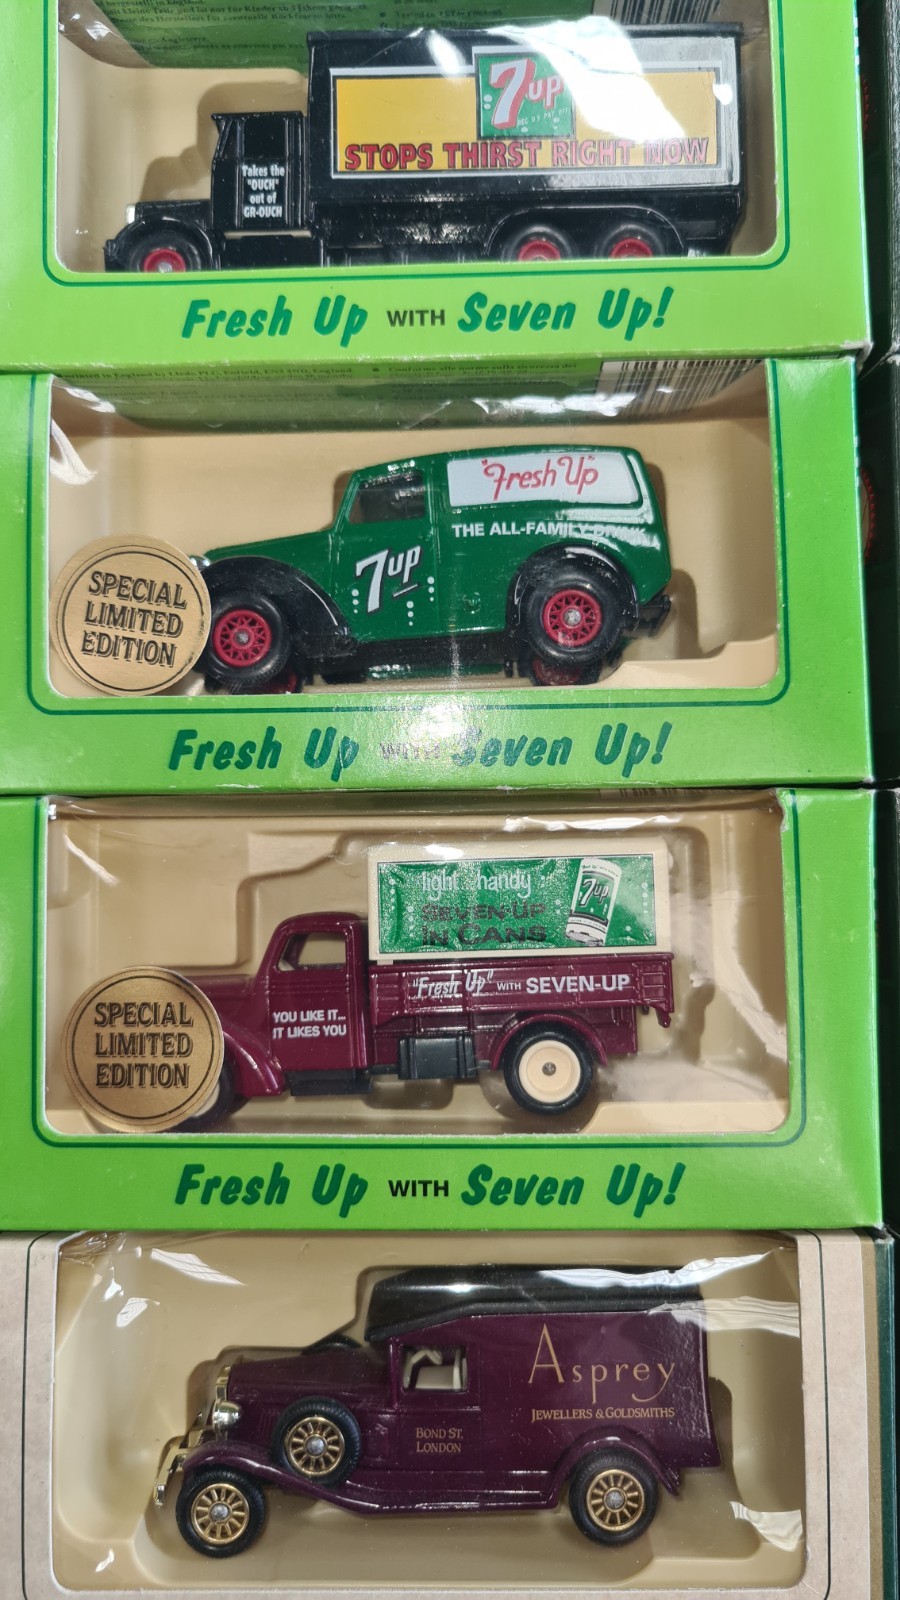 7up
STOPS THIRST RIGHT NOW
Takes the
"OUCH"
out of
GR-OUCH
Fresh Up WITH Seven Up!
"Fresh Up"
THE ALL-FAMILY DRINK
7up
SPECIAL
LIMITED
EDITION
Fresh Up WITH Seven Up!
light handy
SEVEN-UP
IN CANS
7up
"Fresh Up" WITH SEVEN-UP
YOU LIKE IT...
IT LIKES YOU
SPECIAL
LIMITED
EDITION
Fresh Up WITH Seven Up!
Asprey
JEWELLERS & GOLDSMITHS
BOND ST.
LONDON